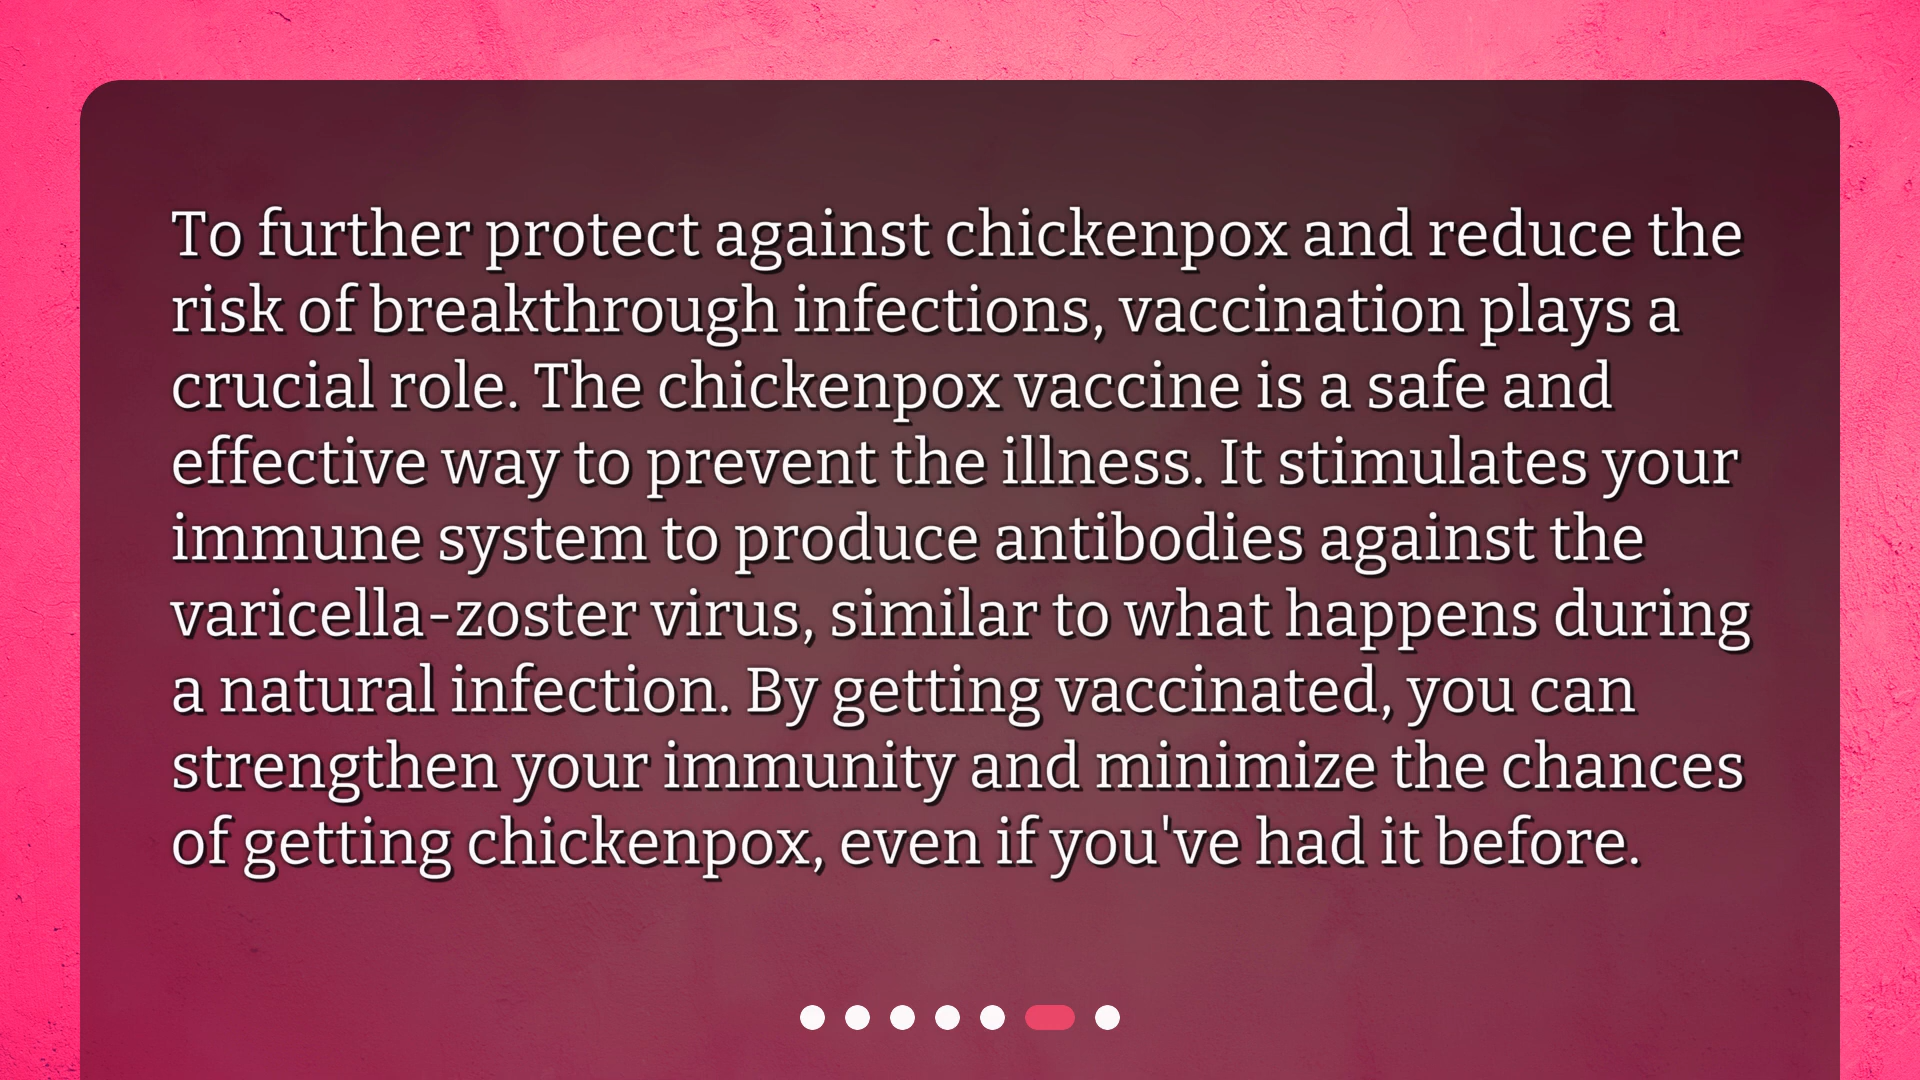 To further protect against chickenpox and reduce the
risk of breakthrough infections, vaccination plays a
crucial role. The chickenpox vaccine is a safe and
effective way to prevent the illness. It stimulates your
immune system to produce antibodies against the
varicella-zoster virus, similar to what happens during
a natural infection. By getting vaccinated, you can
strengthen your immunity and minimize the chances
of getting chickenpox, even if you've had it before.